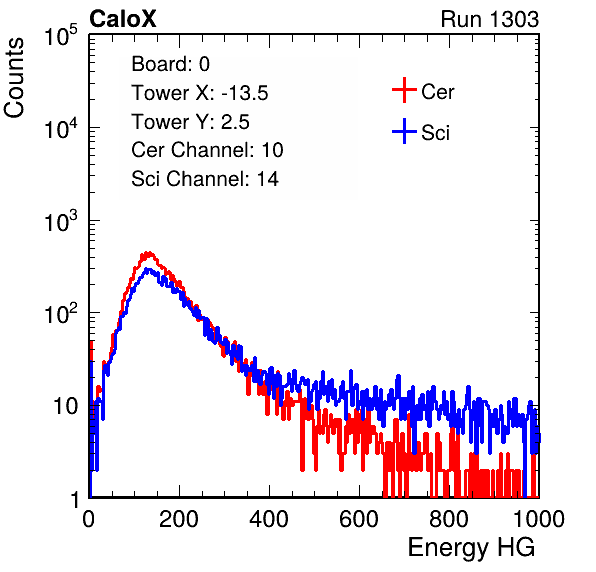 CaloX Run 1303
Counts
10^5
10^4
10^3
10^2
10
1
Board: 0
Tower X: -13.5
Tower Y: 2.5
Cer Channel: 10
Sci Channel: 14
Cer
Sci
0 200 400 600 800 1000
Energy HG